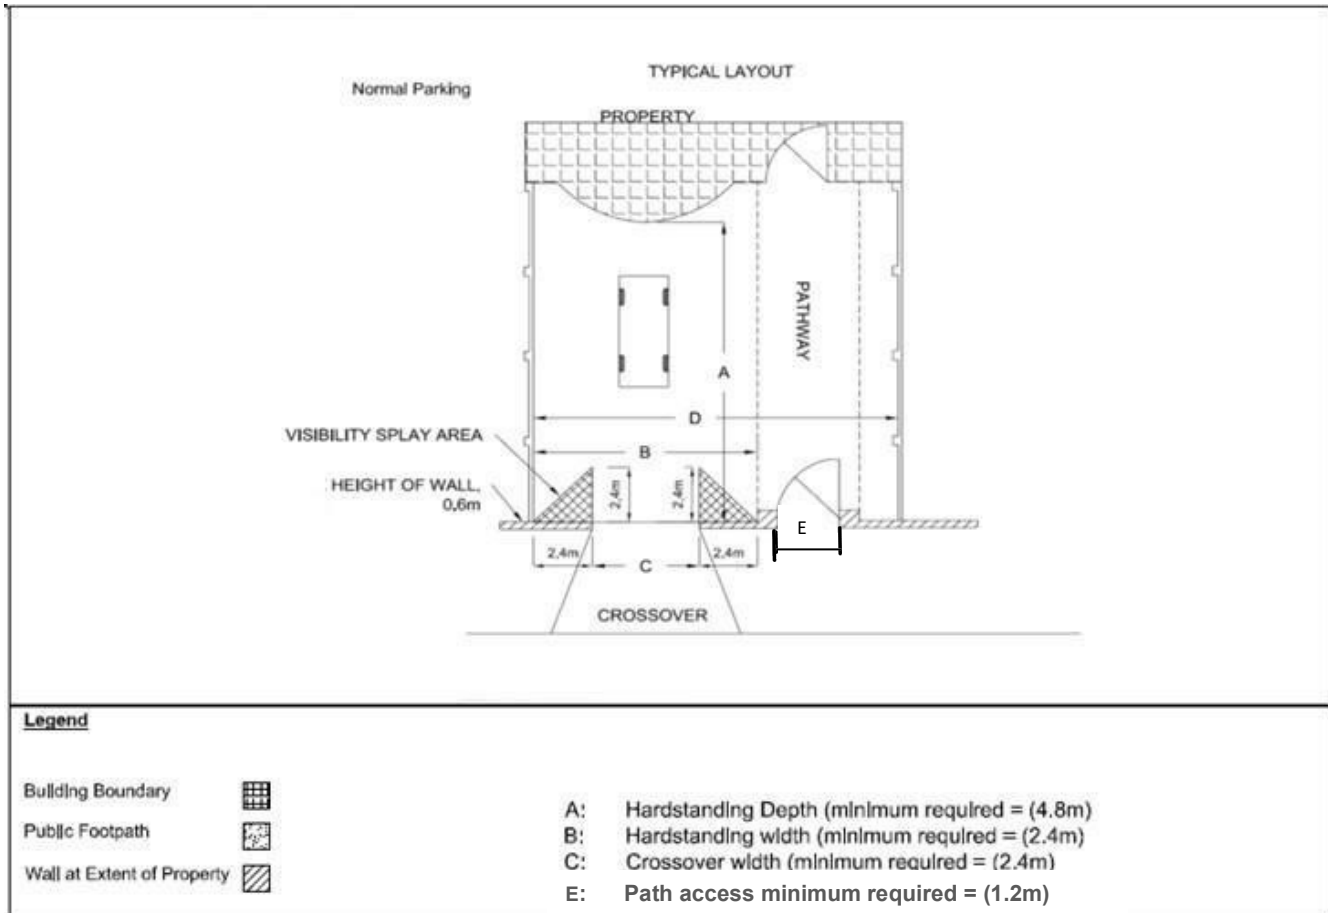 TYPICAL LAYOUT
Normal Parking
PROPERTY
PATHWAY
A
D
VISIBILITY SPLAY AREA
B
HEIGHT OF WALL,
0.6m
2.4m
2.4m
E
2.4m
C
2.4m
CROSSOVER
Legend
Building Boundary
Public Footpath
Wall at Extent of Property
A: Hardstanding Depth (minimum required = (4.8m)
B: Hardstanding width (minimum required = (2.4m)
C: Crossover width (minimum required = (2.4m)
E: Path access minimum required = (1.2m)